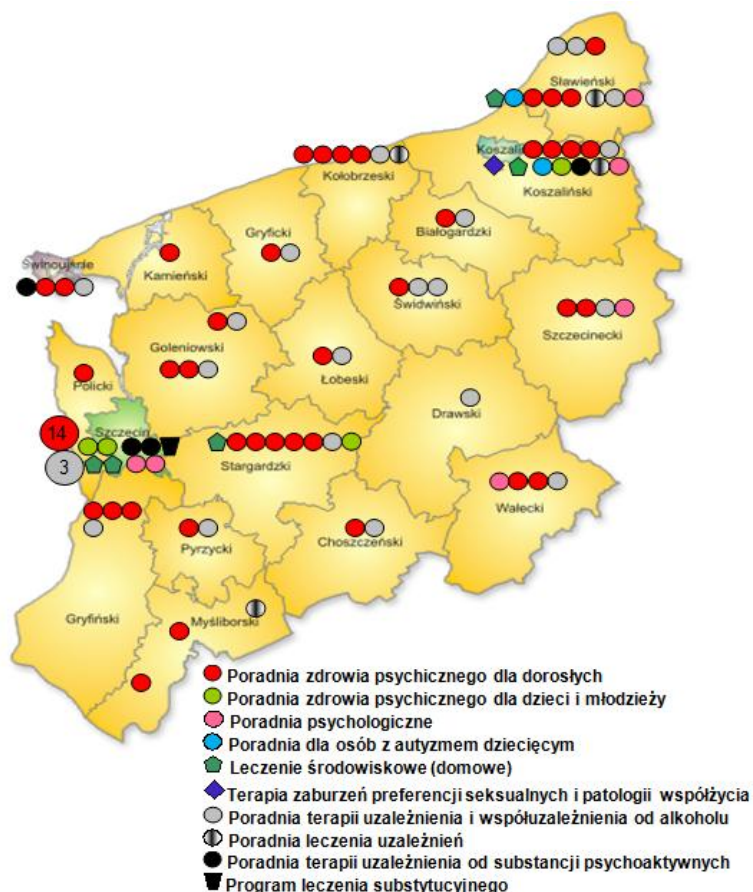 Sławieński
Koszalin
Kołobrzeski
Koszaliński
Gryficki
Białogardzki
Świnoujście
Kamieński
Świdwiński
Szczecinecki
Goleniowski
Łobeski
Policki
Drawski
14
Szczecin
3
Stargardzki
Wałecki
Pyrzycki
Choszczeński
Gryfiński
Myśliborski
Poradnia zdrowia psychicznego dla dorosłych
Poradnia zdrowia psychicznego dla dzieci i młodzieży
Poradnia psychologiczne
Poradnia dla osób z autyzmem dziecięcym
Leczenie środowiskowe (domowe)
Terapia zaburzeń preferencji seksualnych i patologii współżycia
Poradnia terapii uzależnienia i współuzależnienia od alkoholu
Poradnia leczenia uzależnień
Poradnia terapii uzależnienia od substancji psychoaktywnych
Program leczenia substytucyjnego